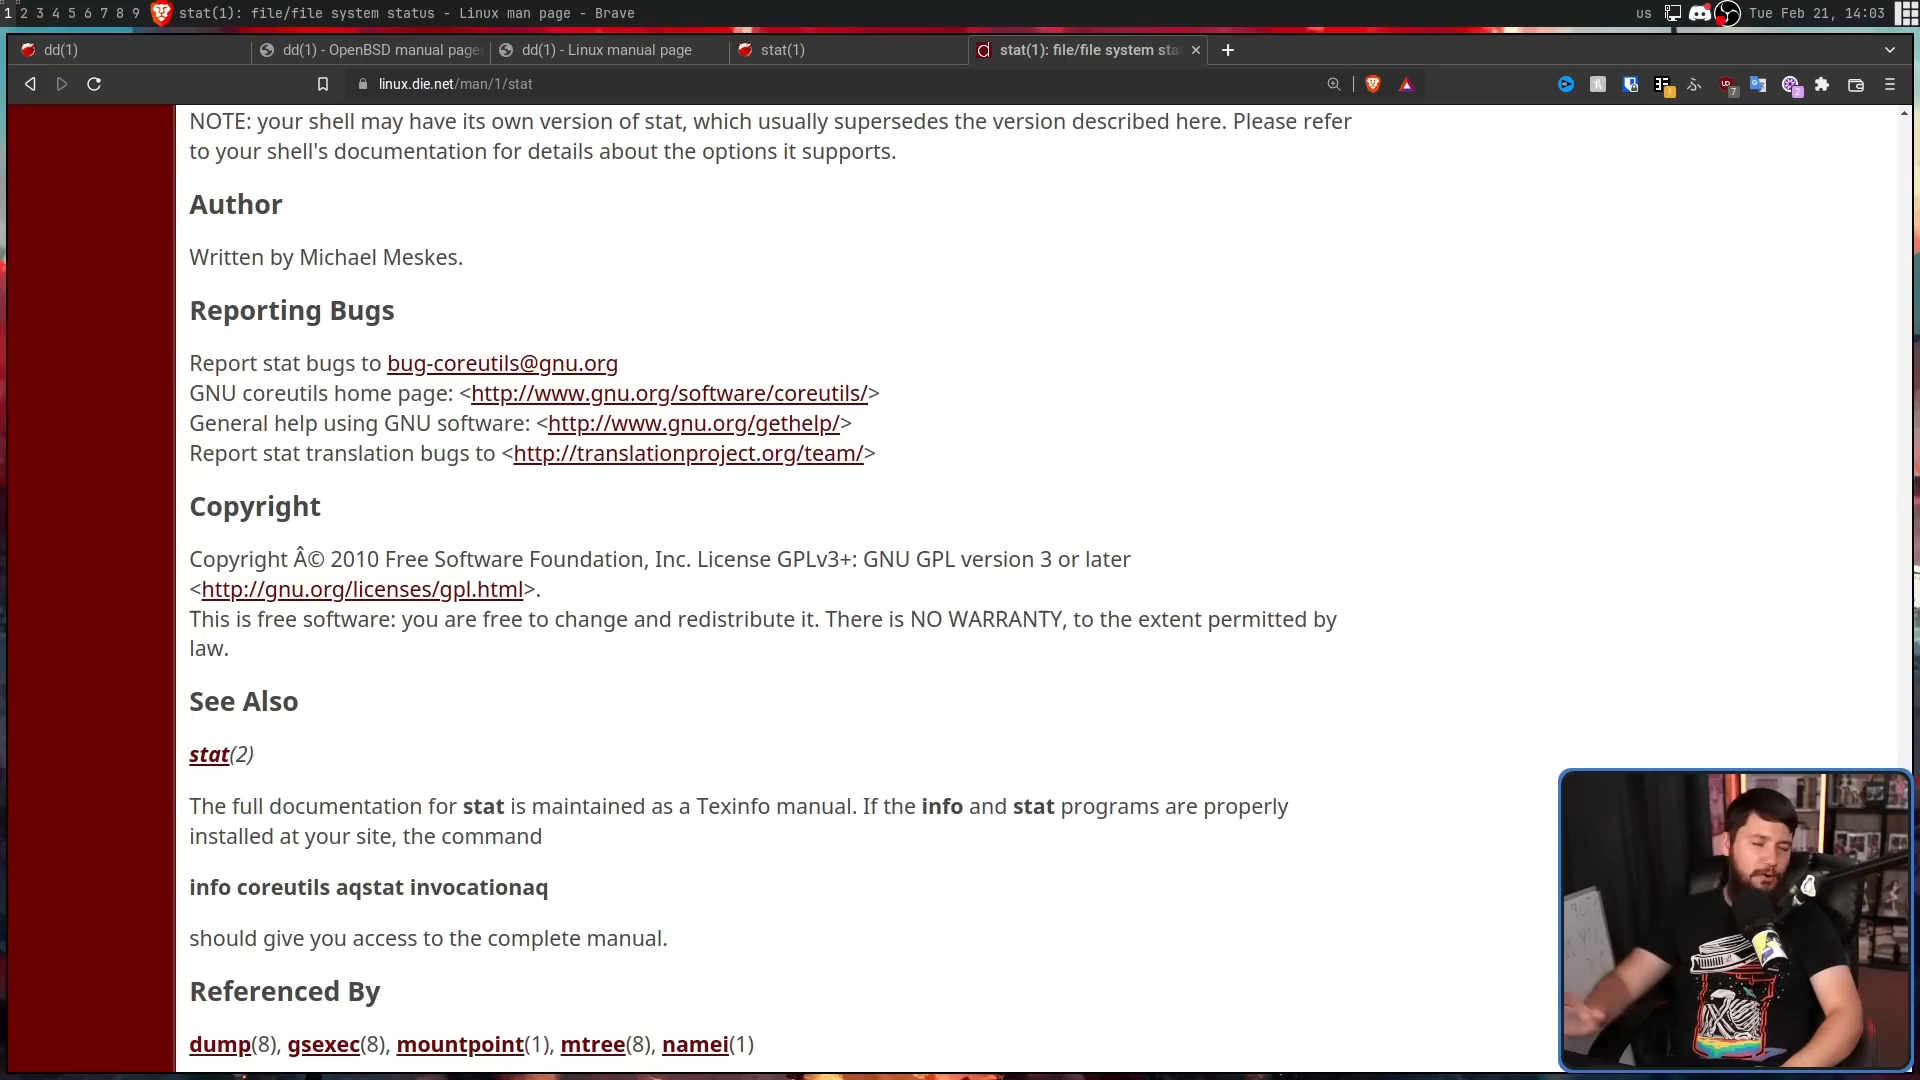 1 2 3 4 5 6 7 8 9 stat(1): file/file system status - Linux man page - Brave us Tue Feb 21, 14:03
dd(1) dd(1) - OpenBSD manual page dd(1) - Linux manual page stat(1) stat(1): file/file system sta
linux.die.net/man/1/stat
NOTE: your shell may have its own version of stat, which usually supersedes the version described here. Please refer
to your shell's documentation for details about the options it supports.
Author
Written by Michael Meskes.
Reporting Bugs
Report stat bugs to bug-coreutils@gnu.org
GNU coreutils home page: <http://www.gnu.org/software/coreutils/>
General help using GNU software: <http://www.gnu.org/gethelp/>
Report stat translation bugs to <http://translationproject.org/team/>
Copyright
Copyright Â© 2010 Free Software Foundation, Inc. License GPLv3+: GNU GPL version 3 or later
<http://gnu.org/licenses/gpl.html>.
This is free software: you are free to change and redistribute it. There is NO WARRANTY, to the extent permitted by
law.
See Also
stat(2)
The full documentation for stat is maintained as a Texinfo manual. If the info and stat programs are properly
installed at your site, the command
info coreutils aqstat invocationaq
should give you access to the complete manual.
Referenced By
dump(8), gsexec(8), mountpoint(1), mtree(8), namei(1)